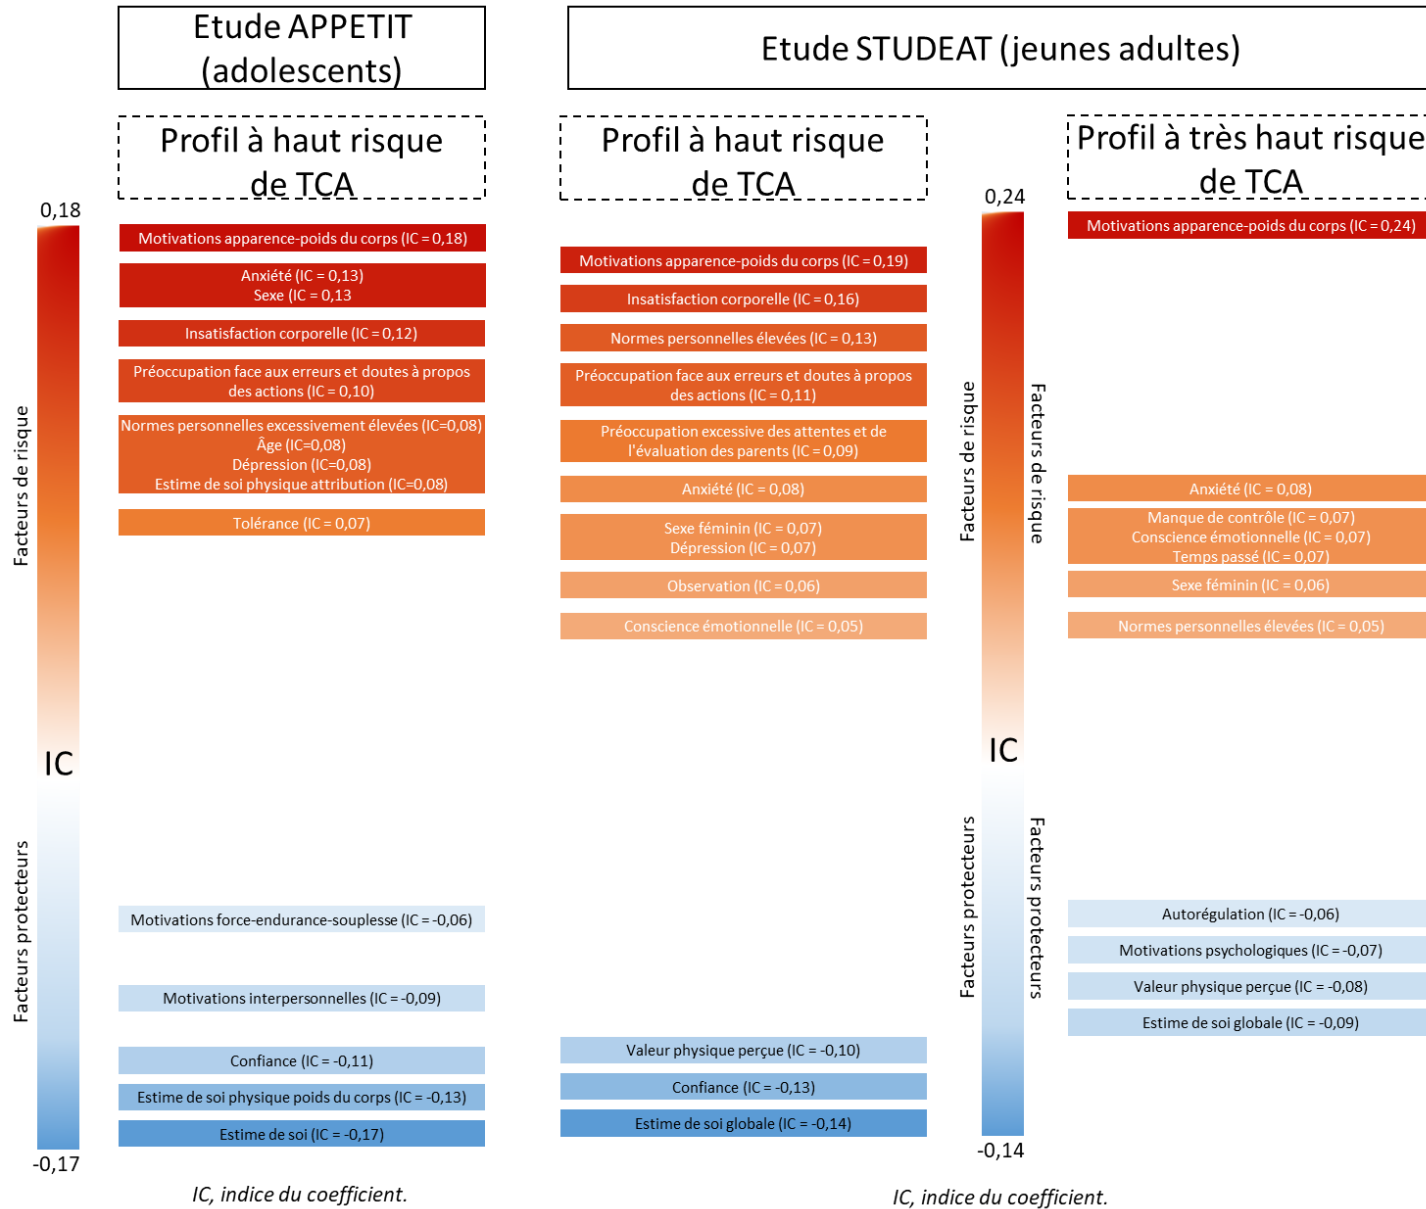 Etude APPETIT
(adolescents)
Etude STUDEAT (jeunes adultes)
Profil à haut risque
de TCA
Profil à haut risque
de TCA
Profil à très haut risque
de TCA
0,18
Facteurs de risque
IC
Facteurs protecteurs
-0,17
Motivations apparence-poids du corps (IC = 0,18)
Anxiété (IC = 0,13)
Sexe (IC = 0,13
Insatisfaction corporelle (IC = 0,12)
Préoccupation face aux erreurs et doutes à propos
des actions (IC = 0,10)
Normes personnelles excessivement élevées (IC=0,08)
Âge (IC=0,08)
Dépression (IC=0,08)
Estime de soi physique attribution (IC=0,08)
Tolérance (IC = 0,07)
Motivations force-endurance-souplesse (IC = -0,06)
Motivations interpersonnelles (IC = -0,09)
Confiance (IC = -0,11)
Estime de soi physique poids du corps (IC = -0,13)
Estime de soi (IC = -0,17)
IC, indice du coefficient.
Motivations apparence-poids du corps (IC = 0,19)
Insatisfaction corporelle (IC = 0,16)
Normes personnelles élevées (IC = 0,13)
Préoccupation face aux erreurs et doutes à propos
des actions (IC = 0,11)
Préoccupation excessive des attentes et de
l'évaluation des parents (IC = 0,09)
Anxiété (IC = 0,08)
Sexe féminin (IC = 0,07)
Dépression (IC = 0,07)
Observation (IC = 0,06)
Conscience émotionnelle (IC = 0,05)
Valeur physique perçue (IC = -0,10)
Confiance (IC = -0,13)
Estime de soi globale (IC = -0,14)
0,24
Facteurs de risque
Facteurs de risque
IC
Facteurs protecteurs
Facteurs protecteurs
-0,14
Motivations apparence-poids du corps (IC = 0,24)
Anxiété (IC = 0,08)
Manque de contrôle (IC = 0,07)
Conscience émotionnelle (IC = 0,07)
Temps passé (IC = 0,07)
Sexe féminin (IC = 0,06)
Normes personnelles élevées (IC = 0,05)
Autorégulation (IC = -0,06)
Motivations psychologiques (IC = -0,07)
Valeur physique perçue (IC = -0,08)
Estime de soi globale (IC = -0,09)
IC, indice du coefficient.